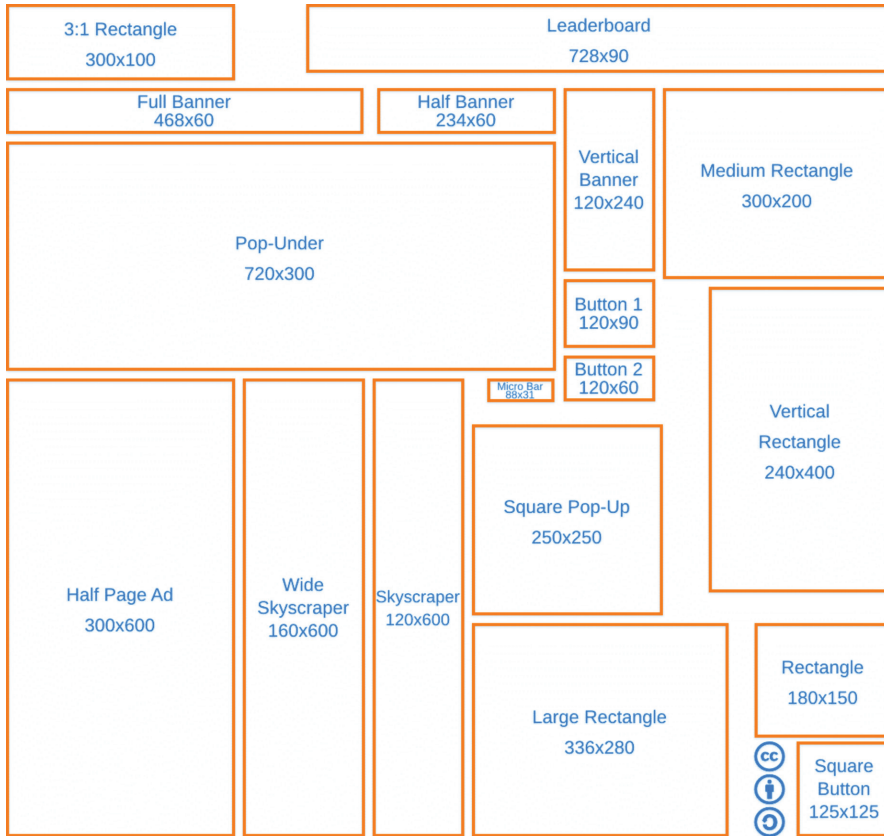 3:1 Rectangle
300x100
Leaderboard
728x90
Full Banner
468x60
Half Banner
234x60
Vertical
Banner
120x240
Medium Rectangle
300x200
Pop-Under
720x300
Button 1
120x90
Button 2
120x60
Micro Bar
88x31
Vertical
Rectangle
240x400
Square Pop-Up
250x250
Half Page Ad
300x600
Wide
Skyscraper
160x600
Skyscraper
120x600
Large Rectangle
336x280
Rectangle
180x150
cc
Square
Button
125x125